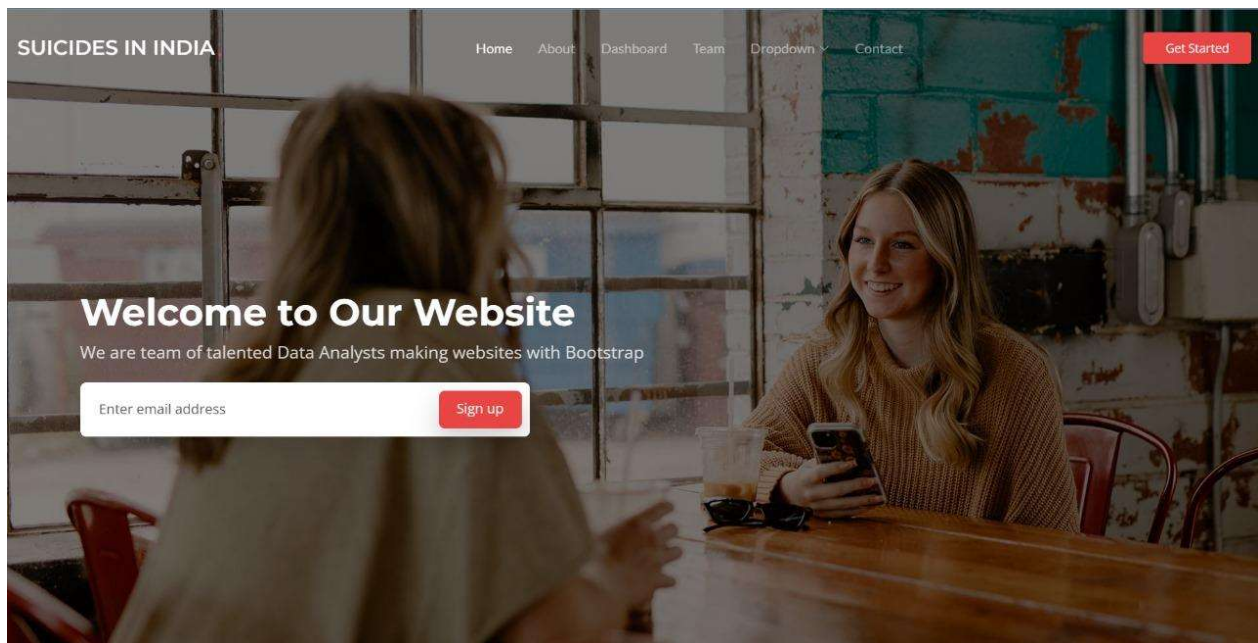 SUICIDES IN INDIA.
Home About Dashboard Team Dropdown Contact
Get Started
Welcome to Our Website
We are team of talented Data Analysts making websites with Bootstrap
Enter email address
Sign up